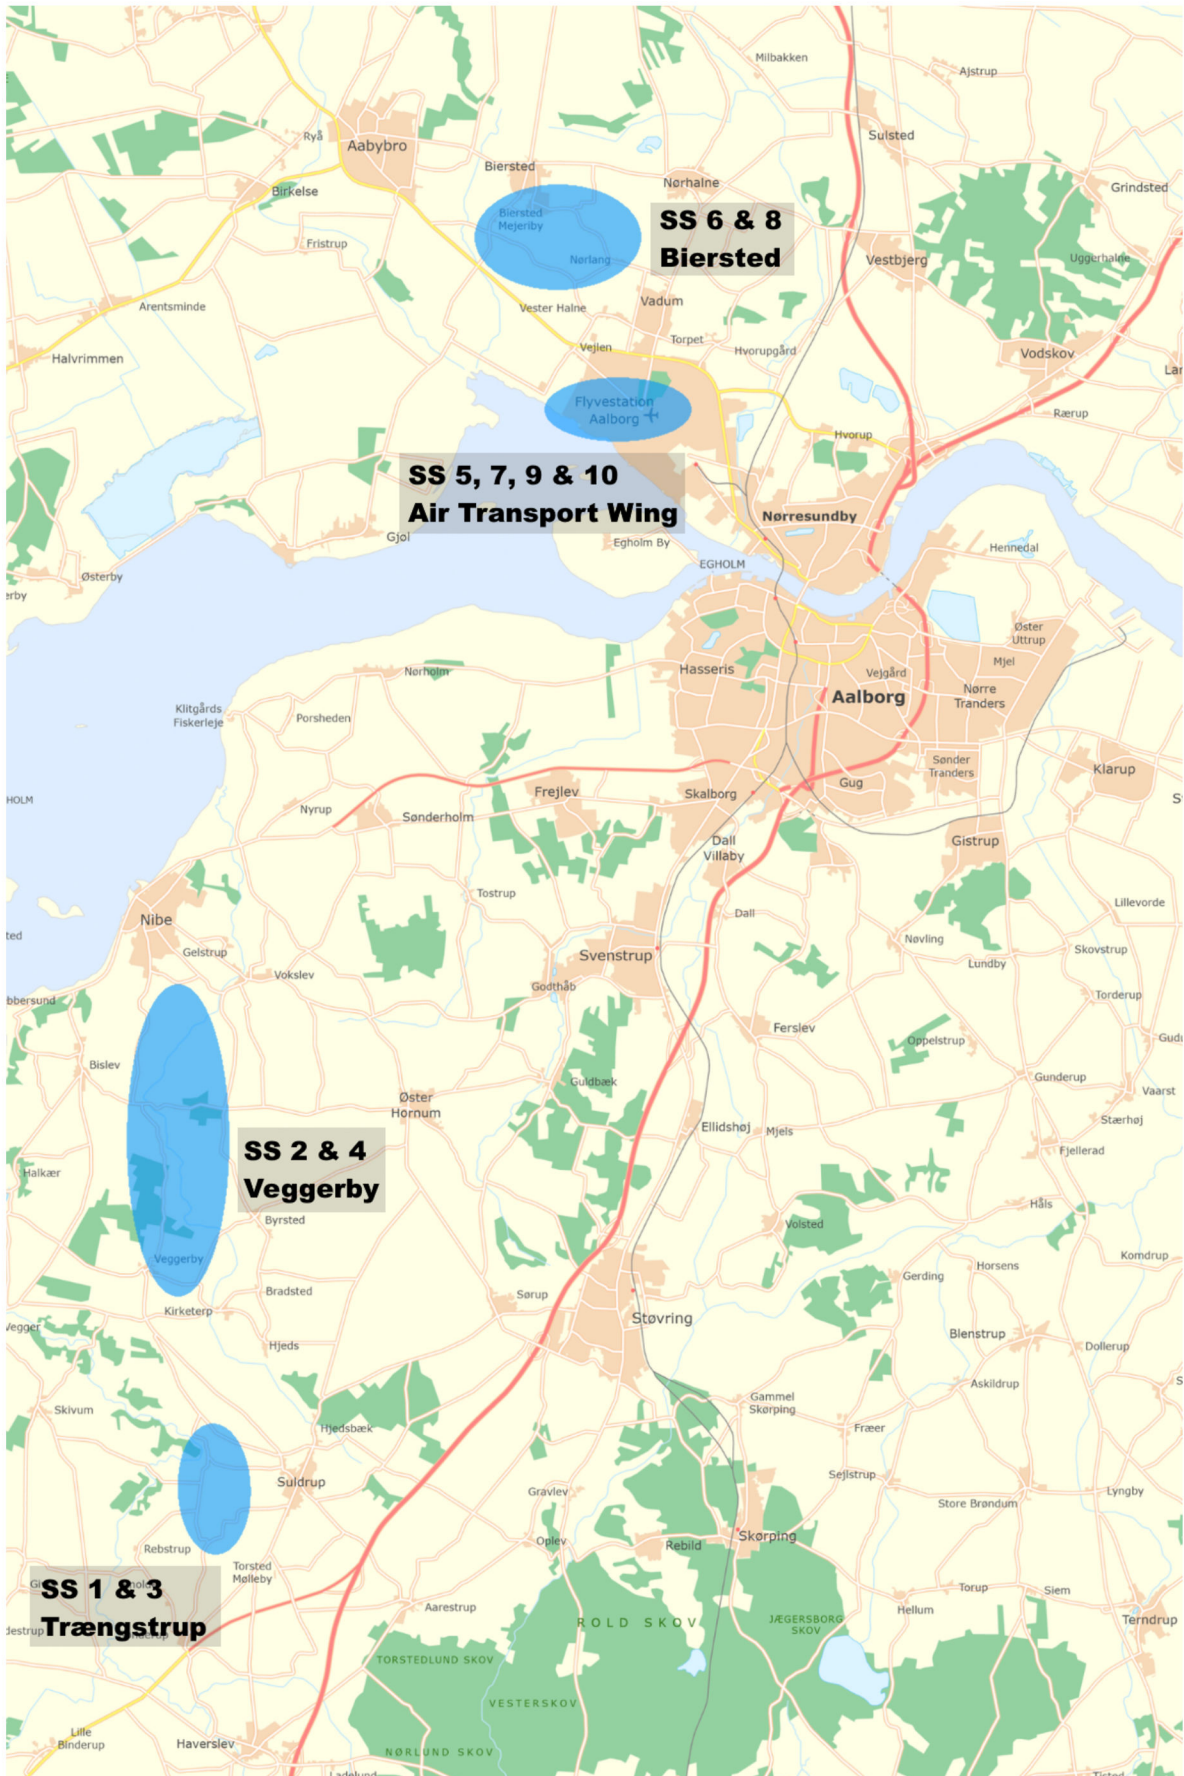 Milbakken
Ajstrup
Ryå
Aabybro
Sulsted
Biersted
Nørhalne
Birkelse
Grindsted
Biersted
Mejeriby
SS 6 & 8
Biersted
Fristrup
Nørlang
Vestbjerg
Uggerhalne
Arentsminde
Vester Halne
Vadum
Torpet
Hvorupgård
Vejlen
Halvrimmen
Vodskov
Flyvestation
Aalborg
Rærup
Hvorup
SS 5, 7, 9 & 10
Air Transport Wing
Nørresundby
Gjøl
Egholm By
EGHOLM
Hennedal
Østerby
erby
Øster
Uttrup
Hasseris
Nørholm
Vejgård
Mjel
Aalborg
Nørre
Tranders
Klitgårds
Fiskerleje
Porsheden
Sønder
Tranders
Klarup
HOLM
Nyrup
Sønderholm
Frejlev
Skalborg
Gug
Dall
Villaby
Gistrup
Tostrup
Nibe
Dall
Lillevorde
ted
Gelstrup
Svenstrup
Nøvling
Skovstrup
Lundby
Vokslev
Godthåb
bbersund
Torderup
Ferslev
Oppelstrup
Bislev
Guldbæk
Gunderup
Vaarst
Øster
Hornum
Ellidshøj
Mjels
Stærhøj
Fjellerad
SS 2 & 4
Veggerby
Halkær
Byrsted
Volsted
Håls
Veggerby
Komdrup
Horsens
Gerding
Bradsted
Sørup
Kirketerp
Støvring
Vegger
Hjeds
Blenstrup
Dollerup
Askildrup
Gammel
Skørping
Skivum
Hjedsbæk
Fræer
Suldrup
Sejlstrup
Gravlev
Lyngby
Store Brøndum
Rebstrup
Oplev
Rebild
Skørping
Torsted
Mølleby
SS 1 & 3
Trængstrup
Torup
Siem
Aarestrup
Hellum
ROLD SKOV
JÆGERSBORG
SKOV
Terndrup
destrup
TORSTEDLUND SKOV
VESTERSKOV
Lille
Binderup
Haverslev
NØRLUND SKOV